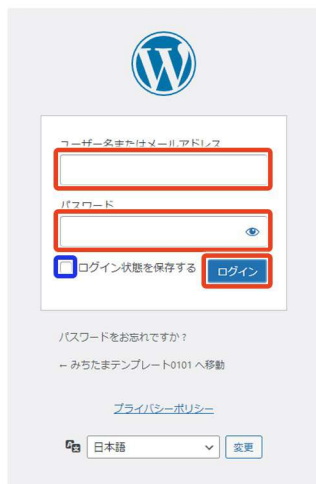 ユーザー名またはメールアドレス
パスワード
ログイン状態を保存する
ログイン
パスワードをお忘れですか ?
← みちたまテンプレート0101 へ移動
プライバシーポリシー
日本語
変更